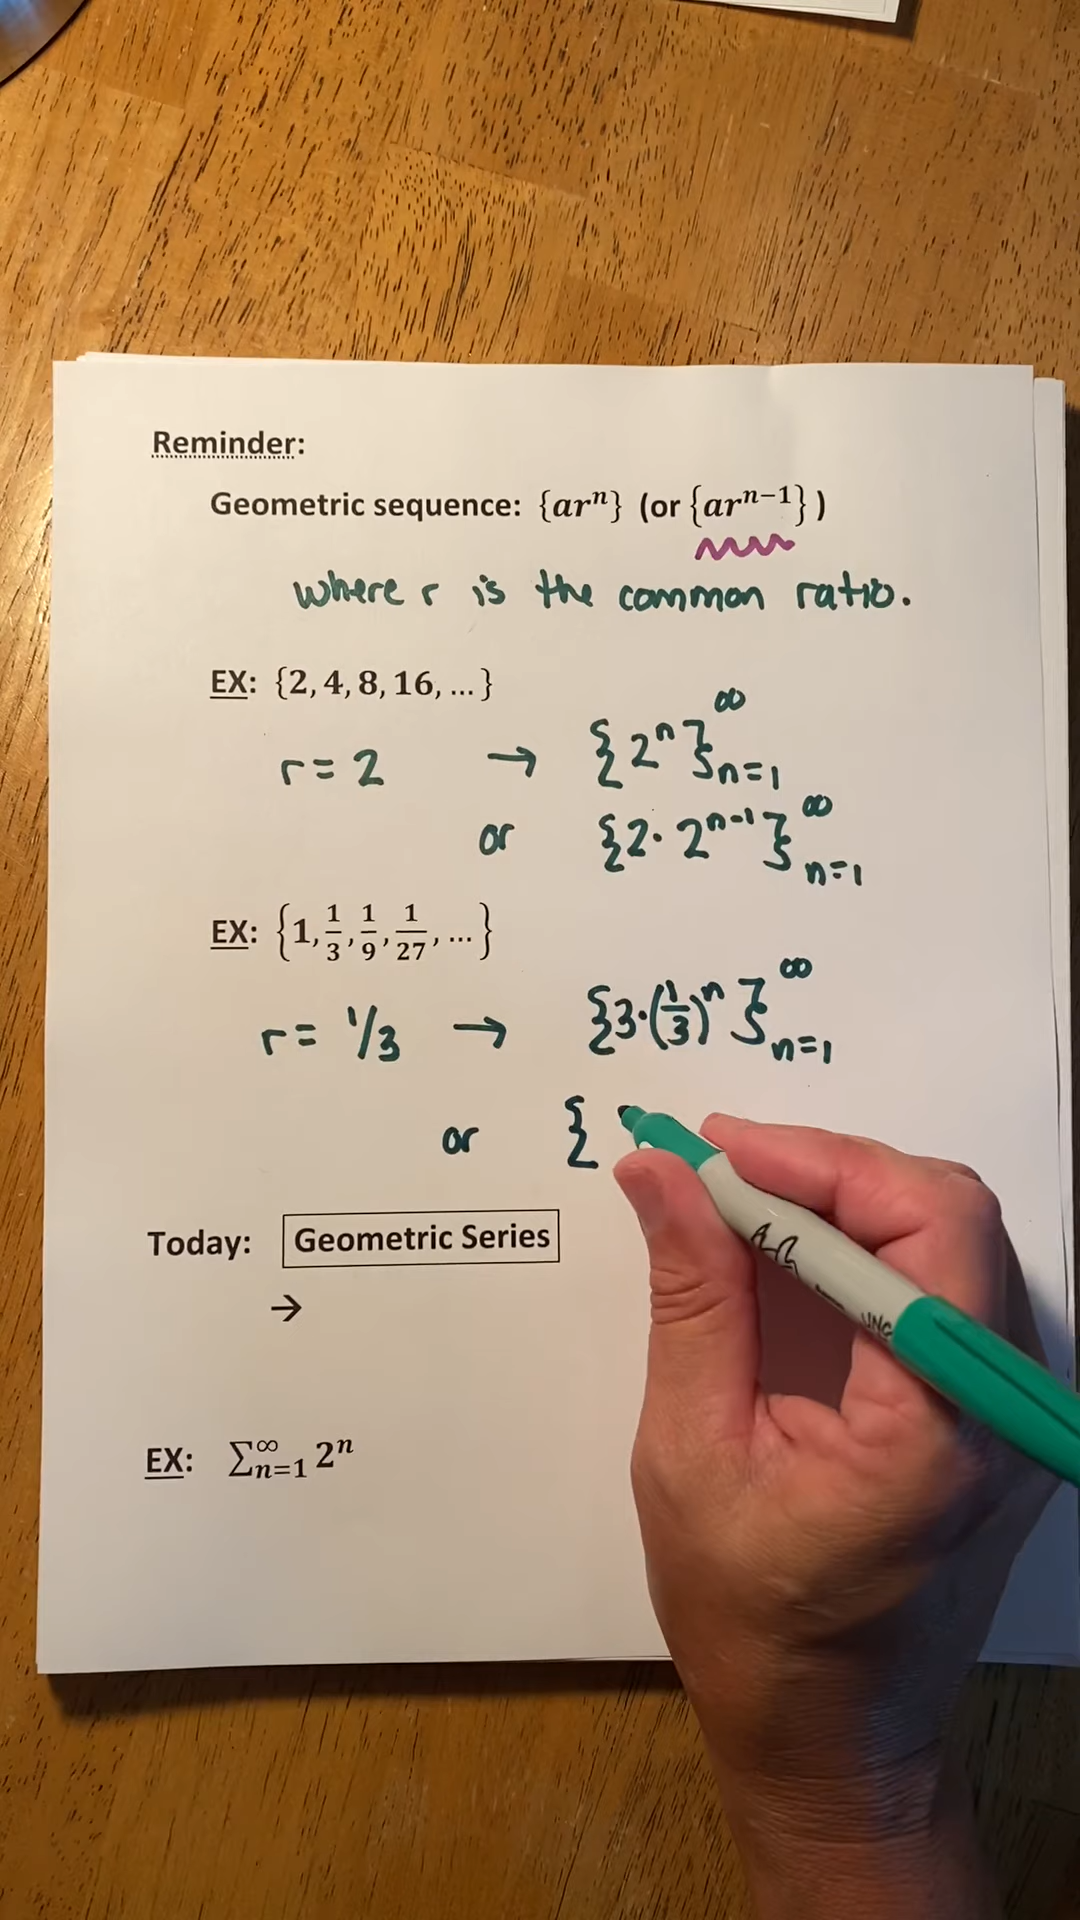 Reminder:
Geometric sequence: {arⁿ} (or {arⁿ⁻¹})
where r is the common ratio.
EX: {2, 4, 8, 16, … }
r = 2 → {2ⁿ}^∞_{n=1}
or {2 · 2ⁿ⁻¹}^∞_{n=1}
EX: {1, 1/3, 1/9, 1/27, … }
r = 1/3 → {3·(1/3)ⁿ}^∞_{n=1}
or {
Today: Geometric Series
→
EX: ∑^∞_{n=1} 2ⁿ